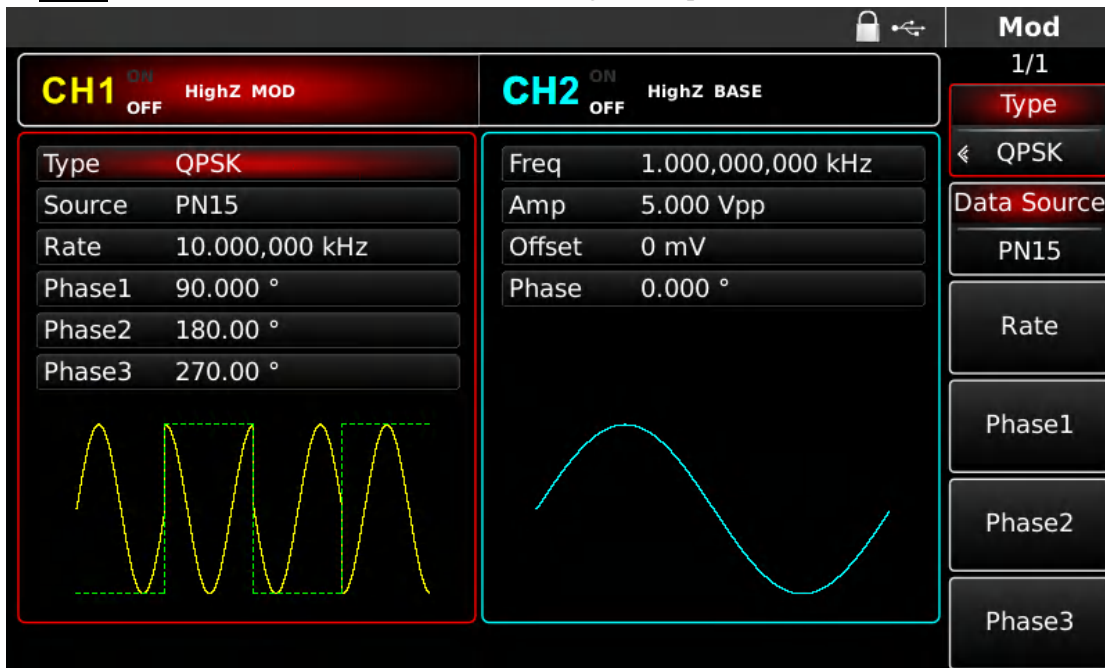 Mod
1/1
CH1 ON OFF HighZ MOD
CH2 ON OFF HighZ BASE
Type QPSK
Source PN15
Rate 10.000,000 kHz
Phase1 90.000 °
Phase2 180.00 °
Phase3 270.00 °
Freq 1.000,000,000 kHz
Amp 5.000 Vpp
Offset 0 mV
Phase 0.000 °
Type
QPSK
Data Source
PN15
Rate
Phase1
Phase2
Phase3